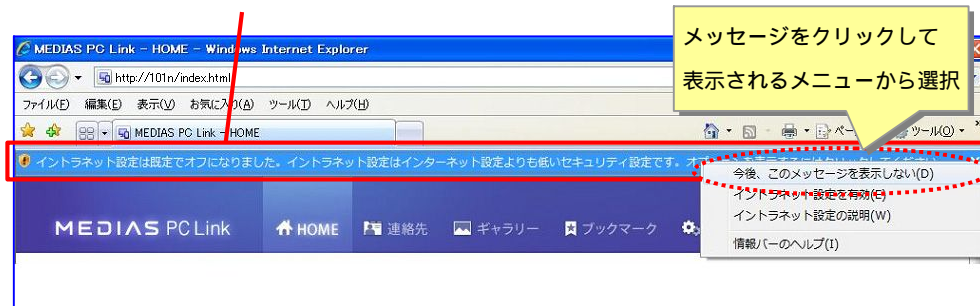 メッセージをクリックして
表示されるメニューから選択
MEDIAS PC Link - HOME - Windows Internet Explorer
http://101n/index.html
ファイル(F) 編集(E) 表示(V) お気に入り(A) ツール(T) ヘルプ(H)
MEDIAS PC Link - HOME
ツール(O)
イントラネット設定は既定でオフになりました。イントラネット設定はインターネット設定よりも低いセキュリティ設定です。
今後、このメッセージを表示しない(D)
イントラネット設定を有効(E)
イントラネット設定の説明(W)
情報バーのヘルプ(I)
MEDIAS PC Link HOME 連絡先 ギャラリー ブックマーク